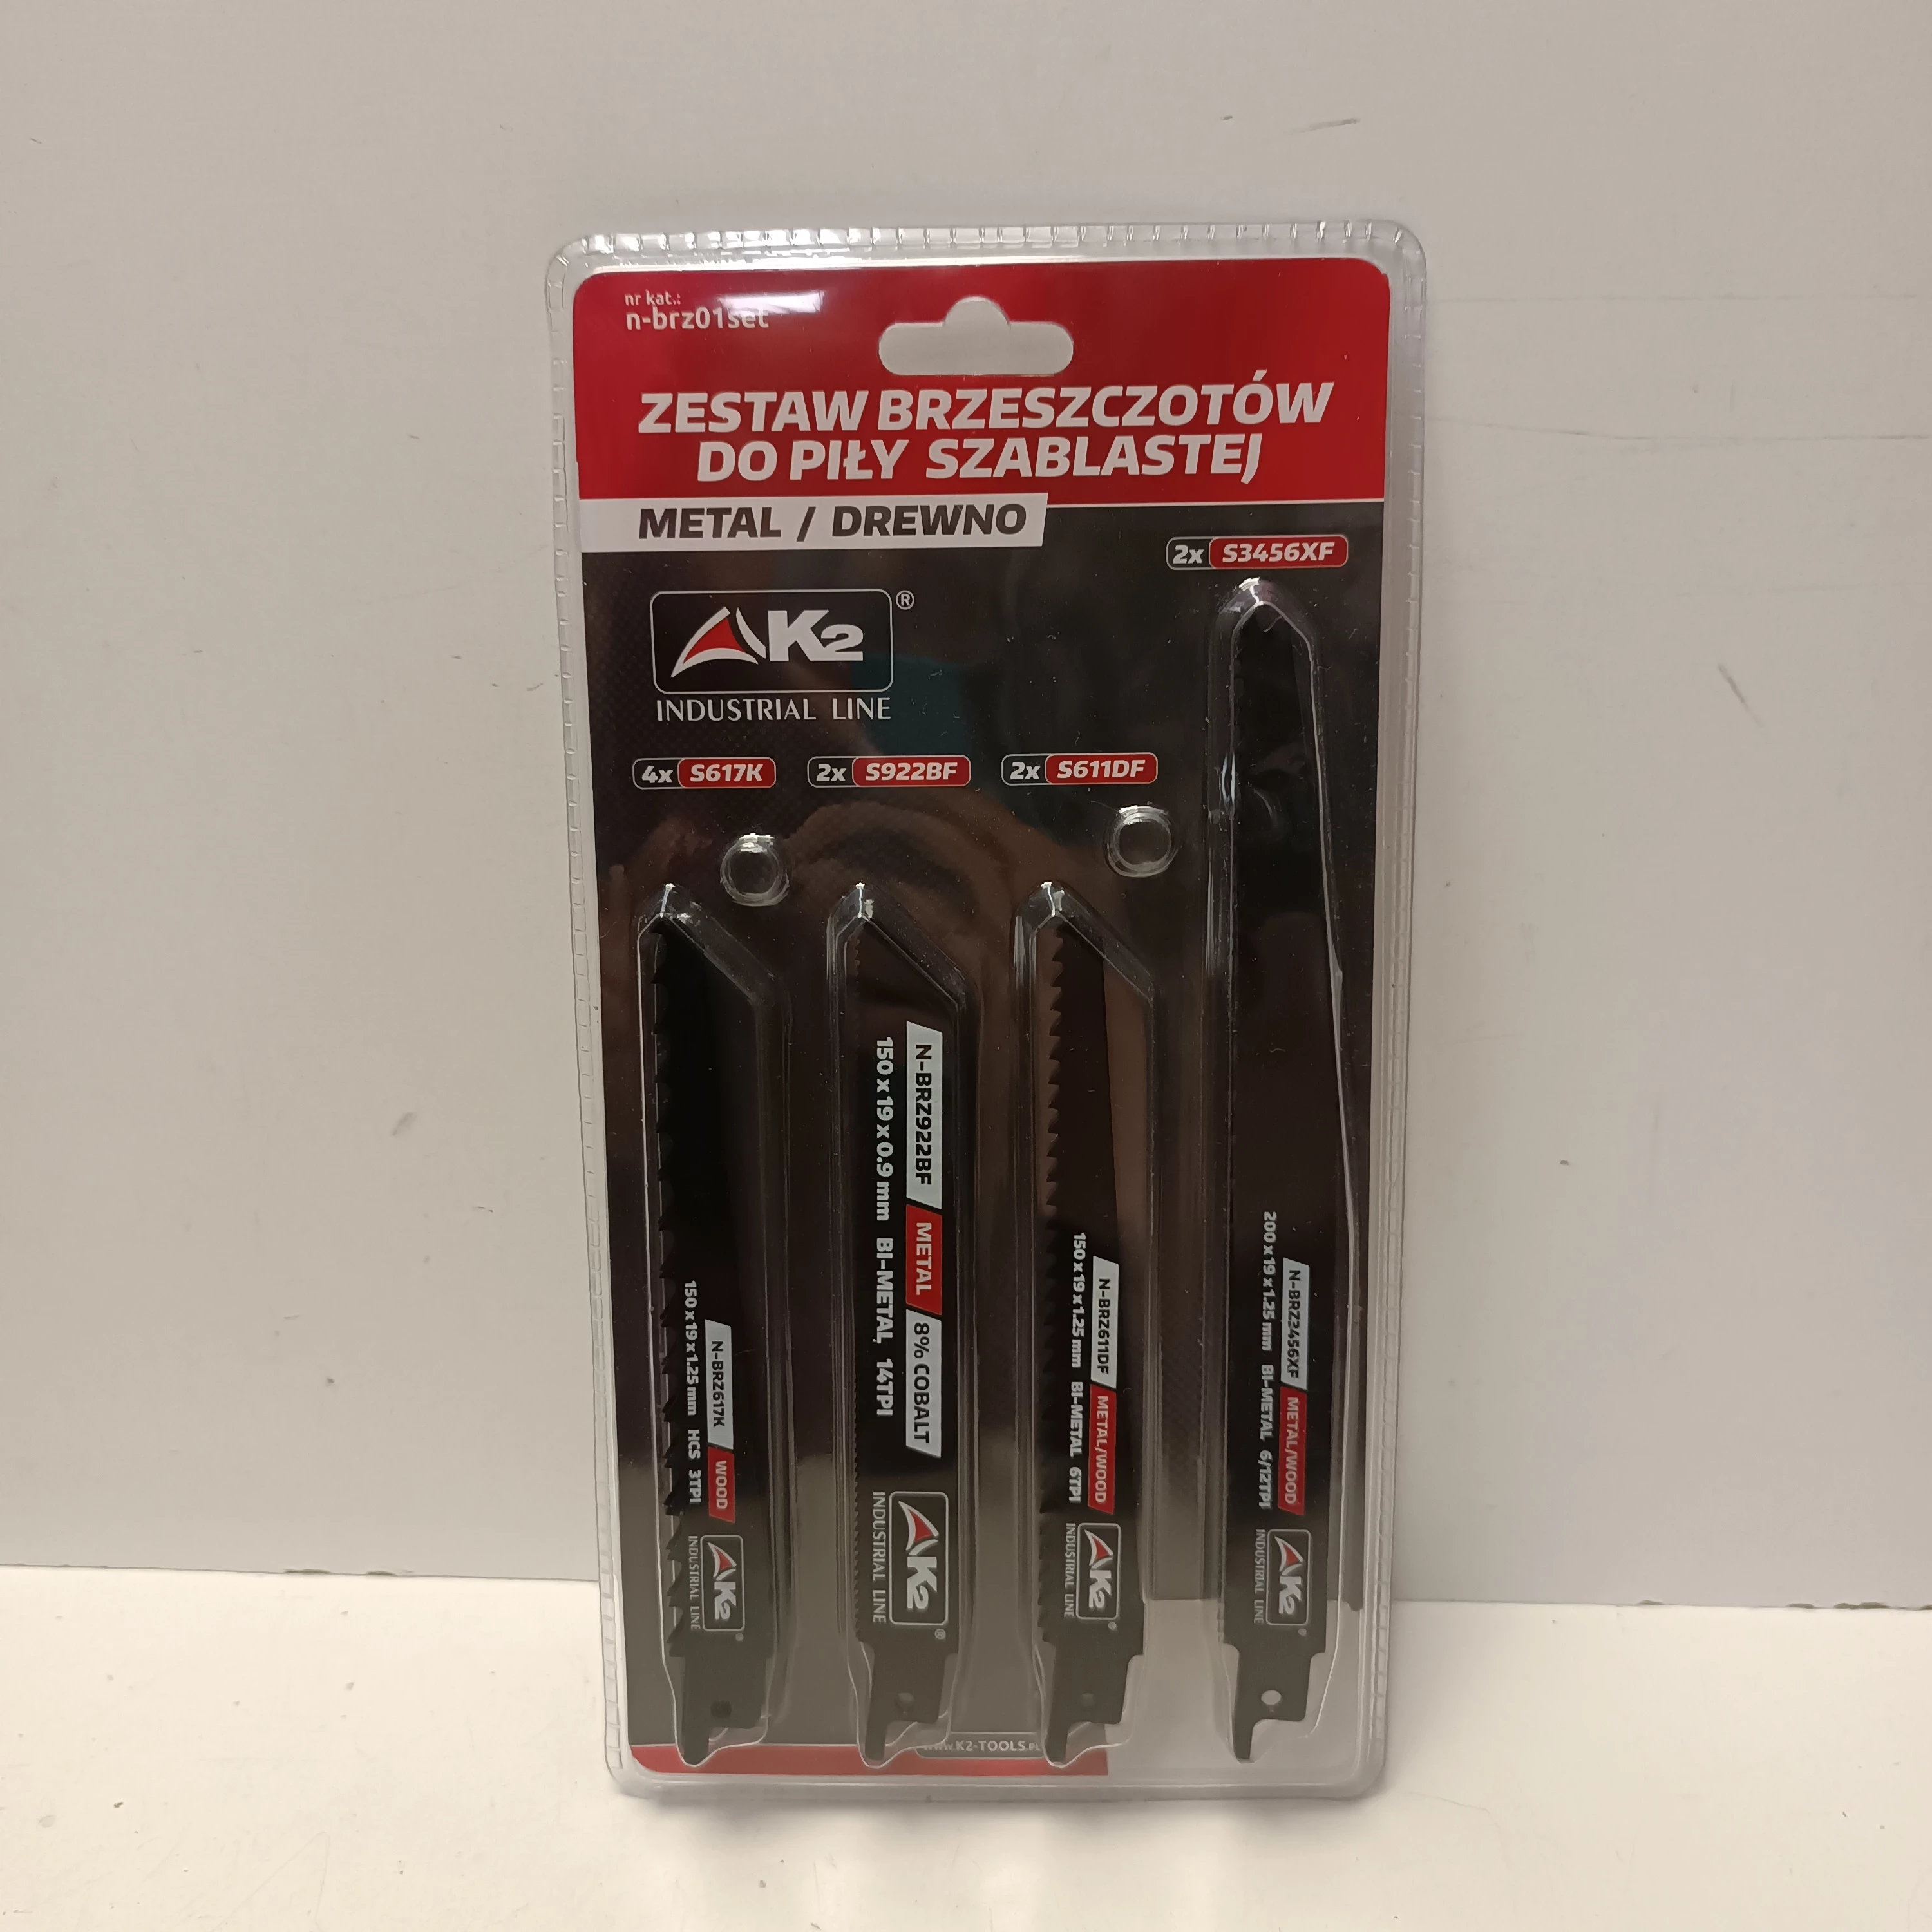 nr kat.:
n-brz01set
ZESTAW BRZESZCZOTÓW
DO PIŁY SZABLASTEJ
METAL / DREWNO
2x S3456XF
K2®
INDUSTRIAL LINE
4x S617K
2x S922BF
2x S611DF
N-BRZ617K WOOD
150 x 19 x 1.25 mm HCS 3TPI
K2®
INDUSTRIAL LINE
N-BRZ922BF METAL 8% COBALT
150 x 19 x 0.9 mm BI-METAL, 14TPI
K2®
INDUSTRIAL LINE
N-BRZ611DF METAL/WOOD
150 x 19 x 1.25 mm BI-METAL 6TPI
K2®
INDUSTRIAL LINE
N-BRZ3456XF METAL/WOOD
200 x 19 x 1.25 mm BI-METAL 6/12TPI
K2®
INDUSTRIAL LINE
www.K2-TOOLS.PL